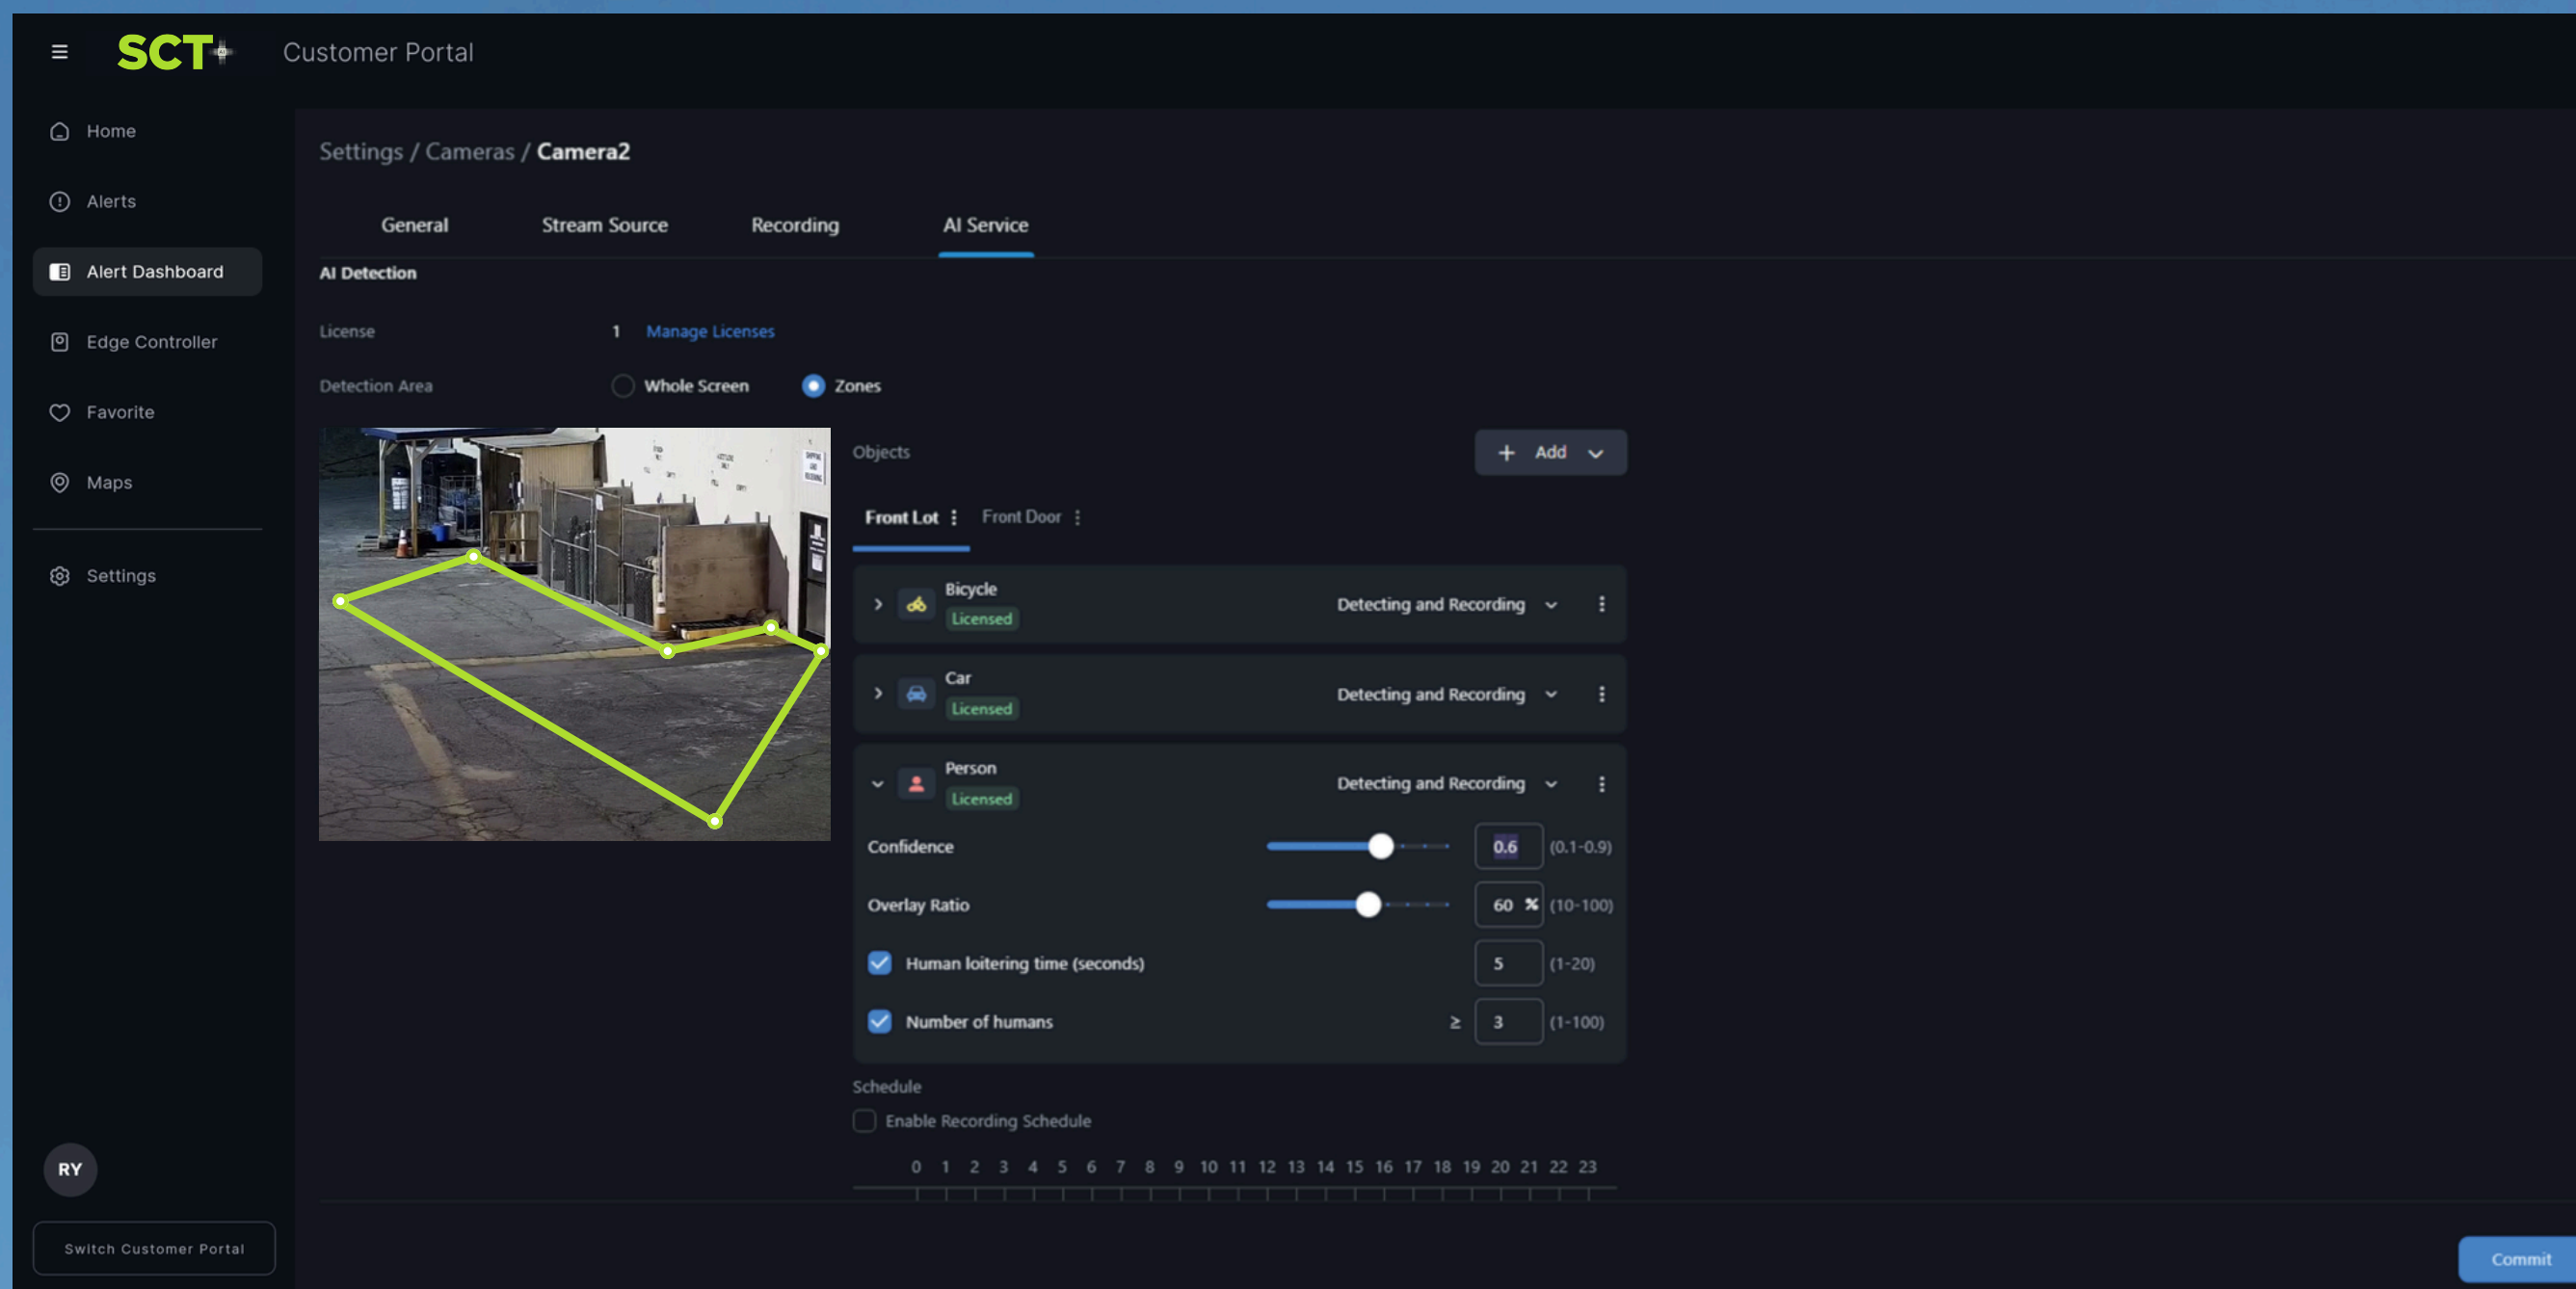 SCT+
Customer Portal
Home
Alerts
Alert Dashboard
Edge Controller
Favorite
Maps
Settings
RY
Switch Customer Portal
Settings / Cameras / Camera2
General Stream Source Recording AI Service
AI Detection
License 1 Manage Licenses
Detection Area Whole Screen Zones
Objects + Add
Front Lot Front Door
Bicycle
Licensed
Detecting and Recording
Car
Licensed
Detecting and Recording
Person
Licensed
Detecting and Recording
Confidence 0.6 (0.1-0.9)
Overlay Ratio 60 % (10-100)
Human loitering time (seconds) 5 (1-20)
Number of humans ≥ 3 (1-100)
Schedule
Enable Recording Schedule
0 1 2 3 4 5 6 7 8 9 10 11 12 13 14 15 16 17 18 19 20 21 22 23
Commit